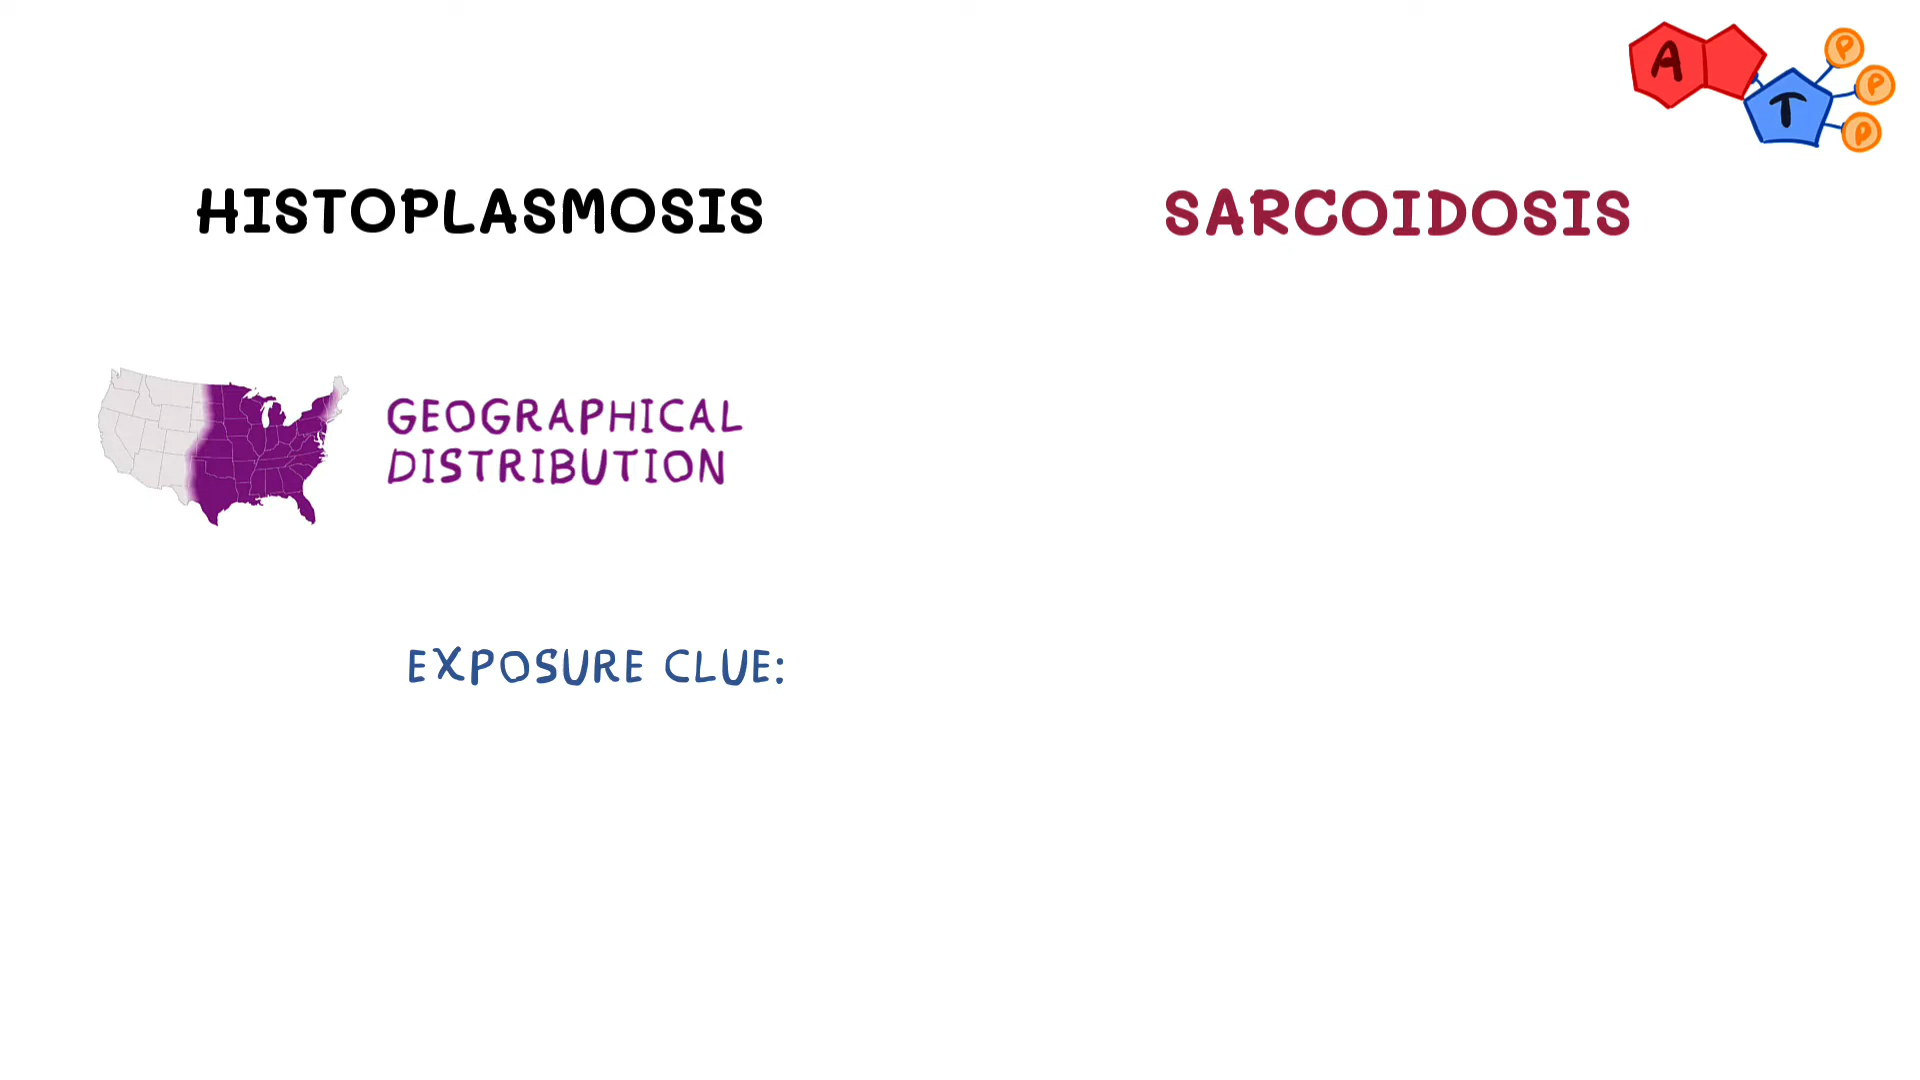 A
T
P
P
P
HISTOPLASMOSIS
SARCOIDOSIS
GEOGRAPHICAL
DISTRIBUTION
EXPOSURE CLUE: